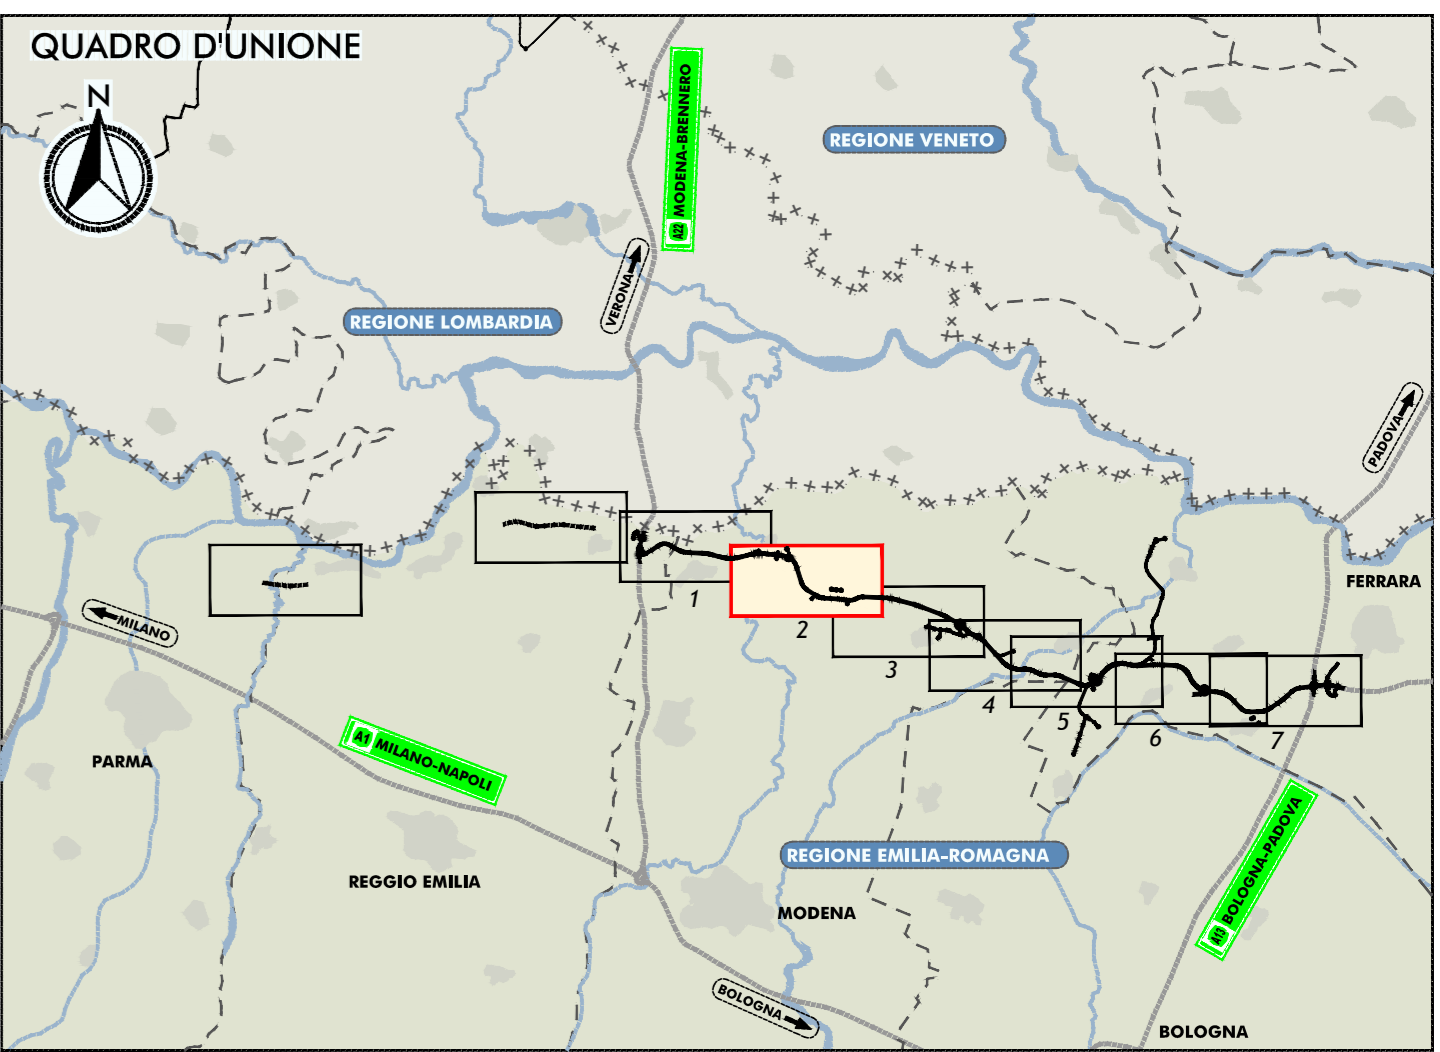 QUADRO D'UNIONE
N
A22 MODENA-BRENNERO
REGIONE VENETO
VERONA
REGIONE LOMBARDIA
PADOVA
FERRARA
MILANO
1
2
3
4
5
6
7
PARMA
A1 MILANO-NAPOLI
REGGIO EMILIA
REGIONE EMILIA-ROMAGNA
MODENA
A13 BOLOGNA-PADOVA
BOLOGNA
BOLOGNA